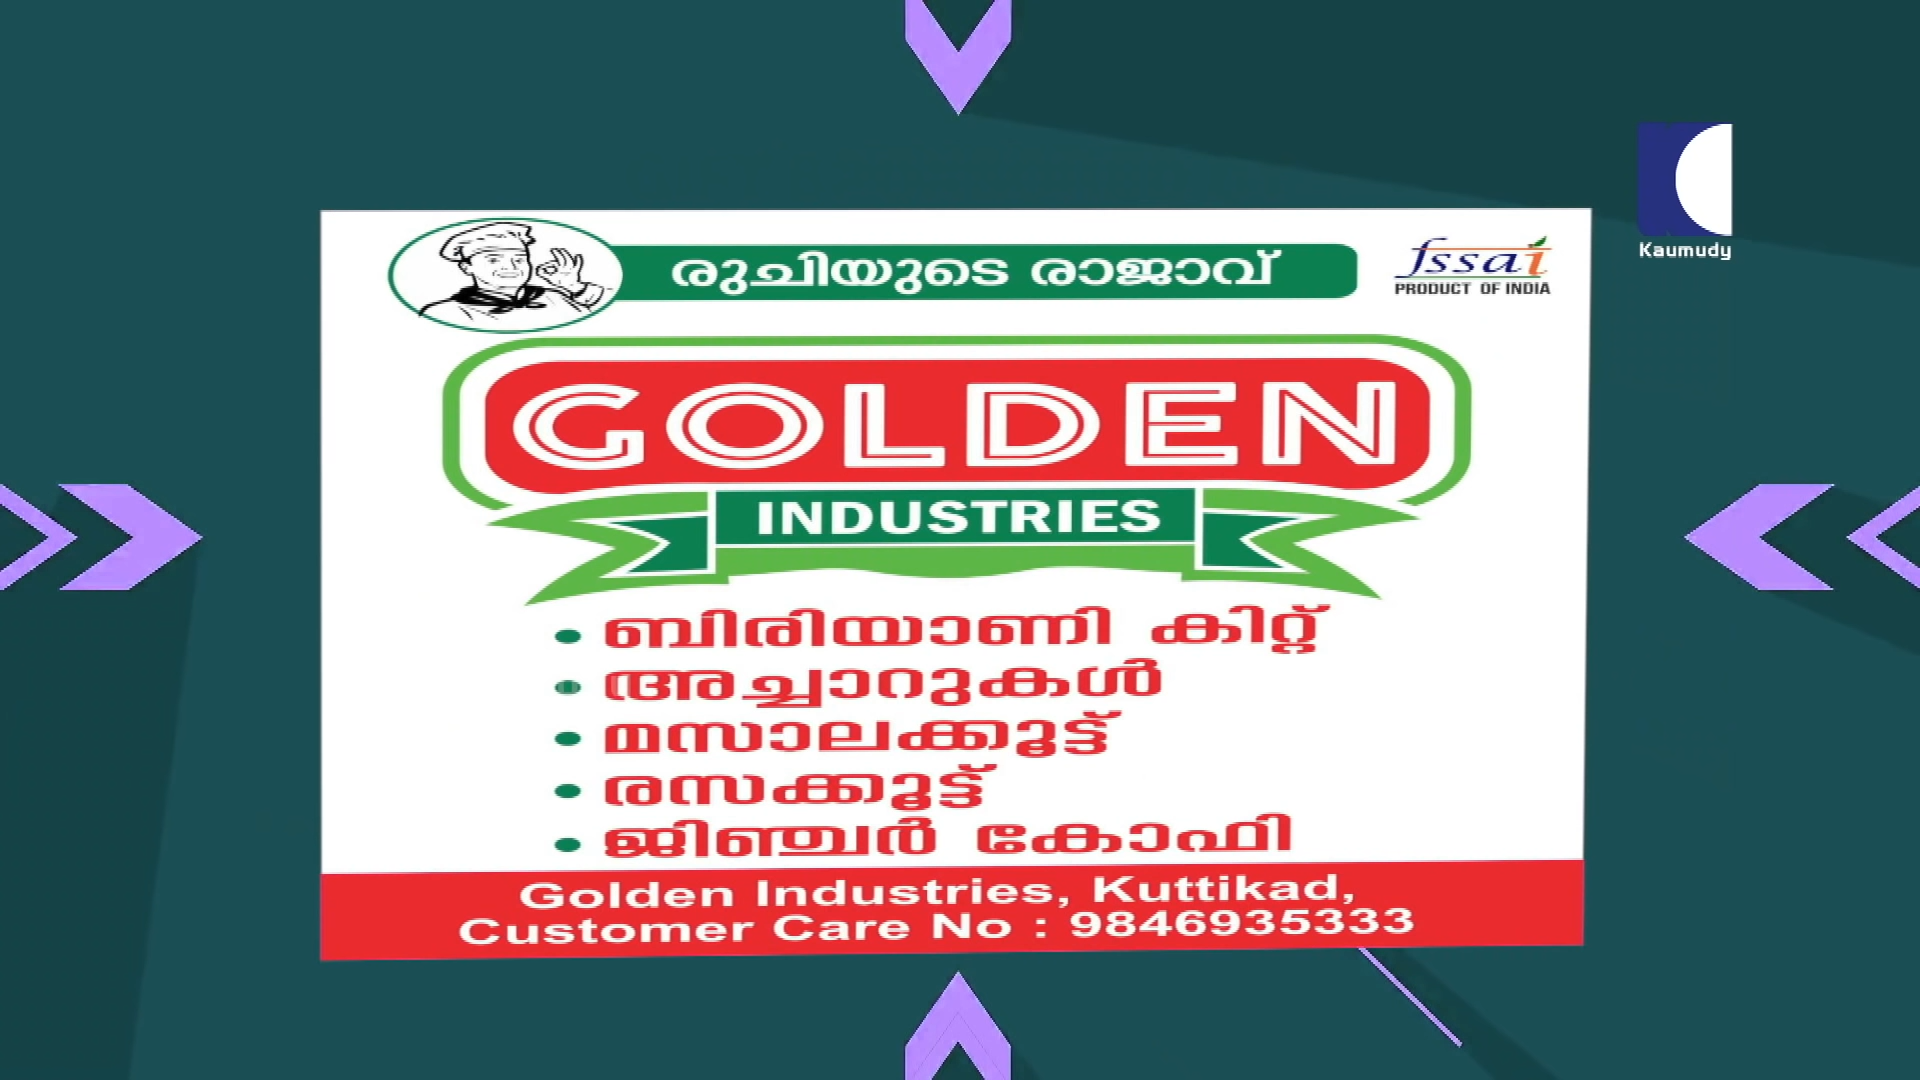 രുചിയുടെ രാജാവ്
fssai
PRODUCT OF INDIA
Kaumudy
GOLDEN
INDUSTRIES
• ബിരിയാണി കിറ്റ്
• അച്ചാറുകൾ
• മസാലക്കൂട്ട്
• രസക്കൂട്ട്
• ജിഞ്ചർ കോഫി
Golden Industries, Kuttikad,
Customer Care No : 9846935333